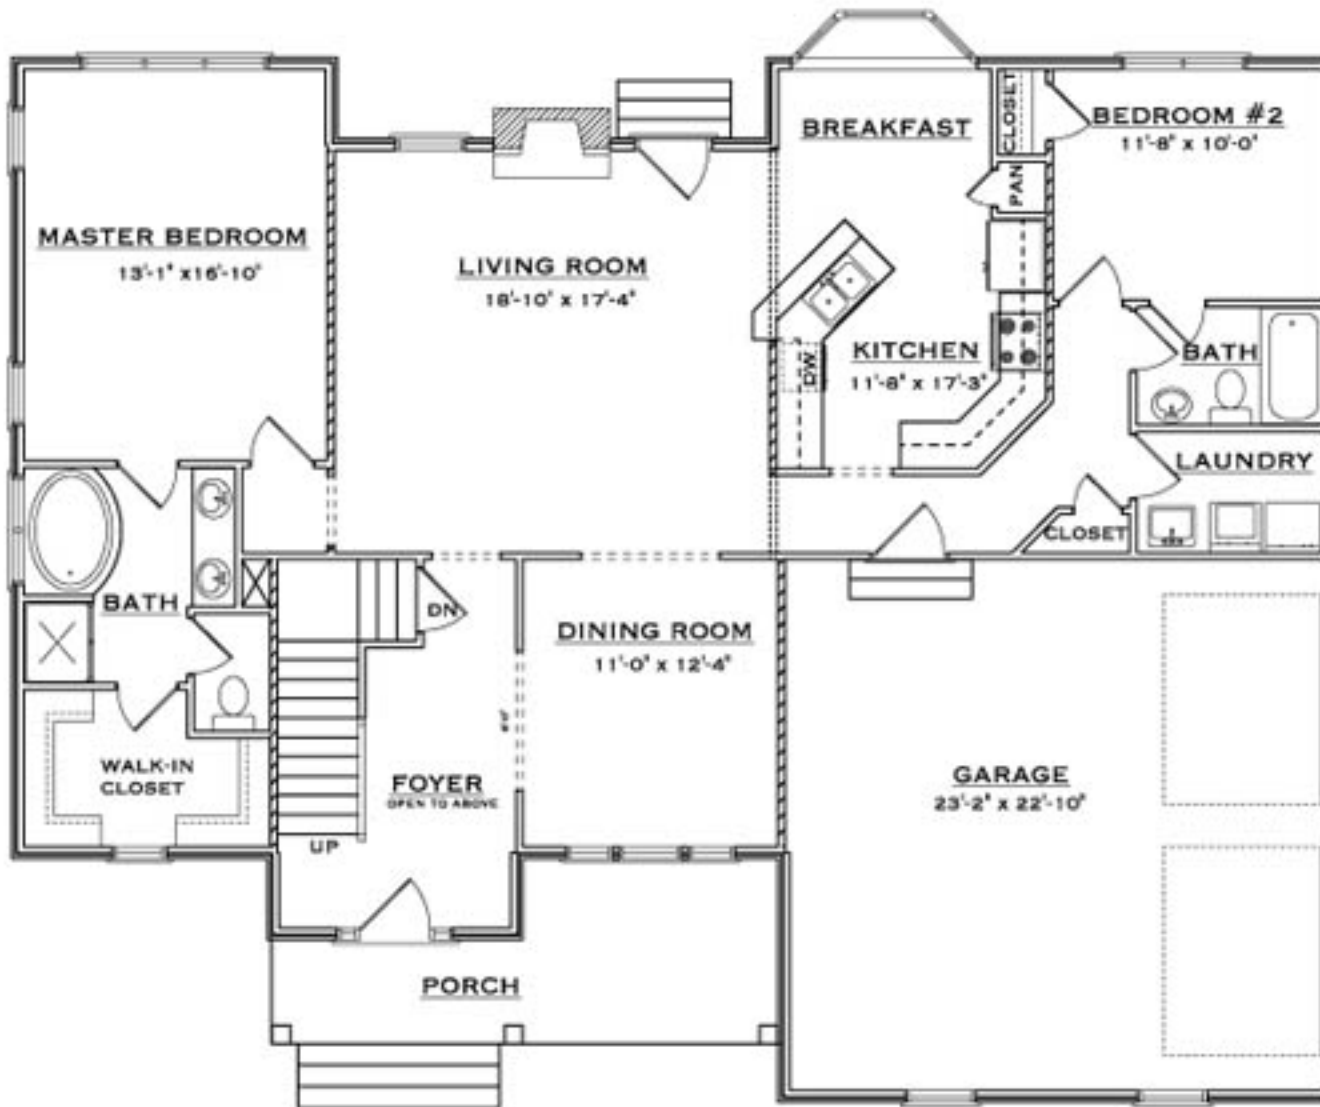 BREAKFAST
CLOSET
BEDROOM #2
11'-8" x 10'-0"
PAN
MASTER BEDROOM
13'-1" x16'-10"
LIVING ROOM
18'-10" x 17'-4"
KITCHEN
11'-8" x 17'-3"
DW
BATH
LAUNDRY
CLOSET
BATH
DN
DINING ROOM
11'-0" x 12'-4"
WALK-IN
CLOSET
FOYER
OPEN TO ABOVE
UP
GARAGE
23'-2" x 22'-10"
PORCH